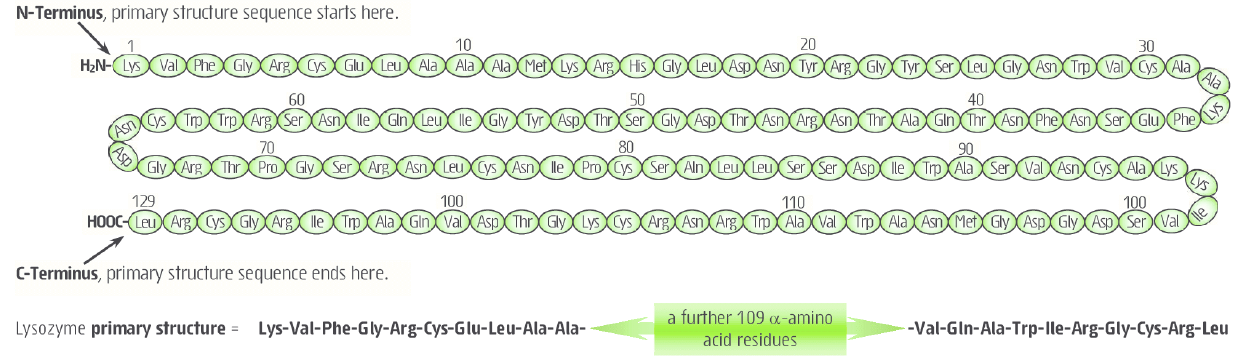 N-Terminus, primary structure sequence starts here.
1 10 20 30
H₂N- Lys Val Phe Gly Arg Cys Glu Leu Ala Ala Ala Met Lys Arg His Gly Leu Asp Asn Tyr Arg Gly Tyr Ser Leu Gly Asn Trp Val Cys Ala
Ala
60 50 40
Asn Cys Trp Trp Arg Ser Asn Ile Gln Leu Ile Gly Tyr Asp Thr Ser Gly Asp Thr Asn Arg Asn Thr Ala Gln Thr Asn Phe Asn Ser Glu Phe Lys
70 80 90
Asp Gly Arg Thr Pro Gly Ser Arg Asn Leu Cys Asn Ile Pro Cys Ser Aln Leu Leu Ser Ser Asp Ile Trp Ala Ser Val Asn Cys Ala Lys Lys
129 100 110 100
HOOC- Leu Arg Cys Gly Arg Ile Trp Ala Gln Val Asp Thr Gly Lys Cys Arg Asn Arg Trp Ala Val Trp Ala Asn Met Gly Asp Gly Asp Ser Val Ile
C-Terminus, primary structure sequence ends here.
Lysozyme primary structure = Lys-Val-Phe-Gly-Arg-Cys-Glu-Leu-Ala-Ala- a further 109 α-amino acid residues -Val-Gln-Ala-Trp-Ile-Arg-Gly-Cys-Arg-Leu